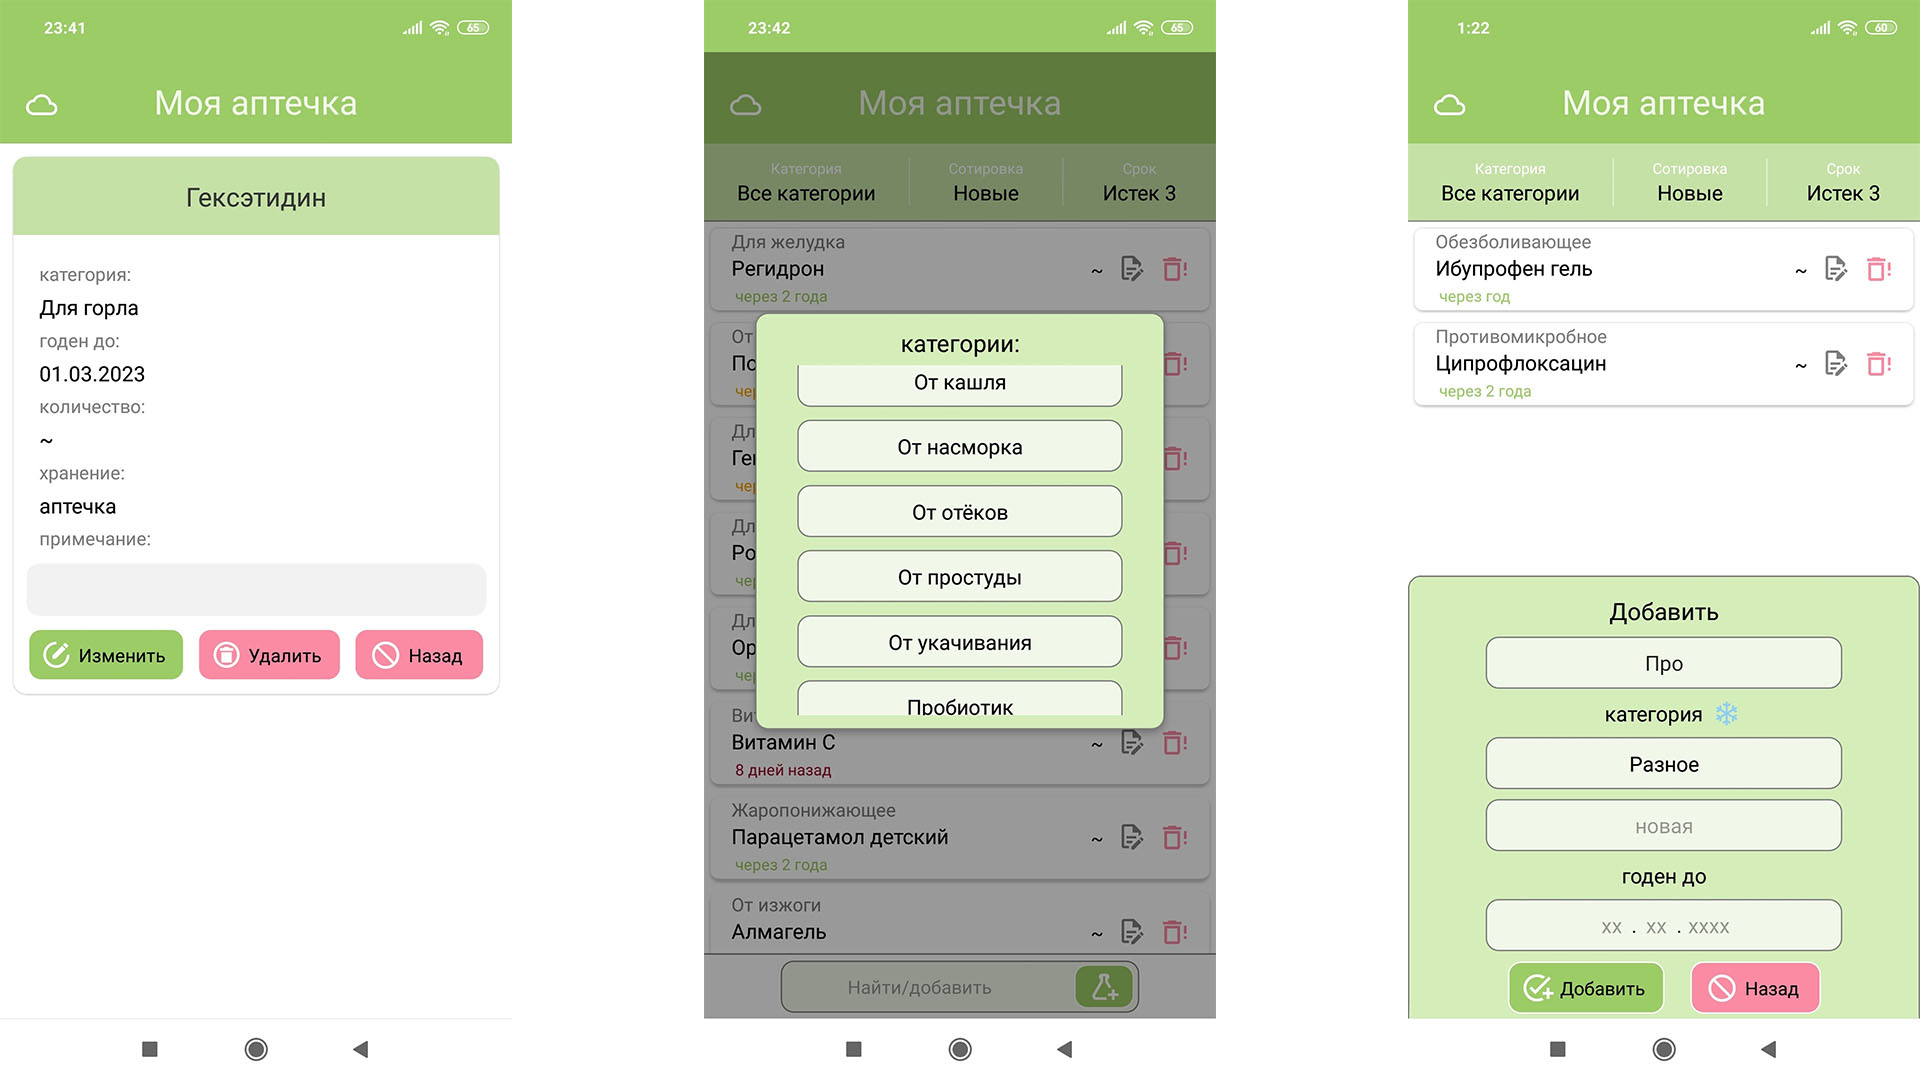 23:41
65
Моя аптечка
Гексэтидин
категория:
Для горла
годен до:
01.03.2023
количество:
~
хранение:
аптечка
примечание:
Изменить Удалить Назад
23:42
65
Моя аптечка
Категория Сотировка Срок
Все категории Новые Истек 3
Для желудка
Регидрон ~
через 2 года
От
По
чер
Дл
Ге
чер
Дл
Ро
чер
Дл
Ор
чер
Ви
категории:
От кашля
От насморка
От отёков
От простуды
От укачивания
Пробиотик
Витамин С ~
8 дней назад
Жаропонижающее
Парацетамол детский ~
через 2 года
От изжоги
Алмагель ~
Найти/добавить
1:22
60
Моя аптечка
Категория Сотировка Срок
Все категории Новые Истек 3
Обезболивающее
Ибупрофен гель ~
через год
Противомикробное
Ципрофлоксацин ~
через 2 года
Добавить
Про
категория
Разное
новая
годен до
xx . xx . xxxx
Добавить Назад